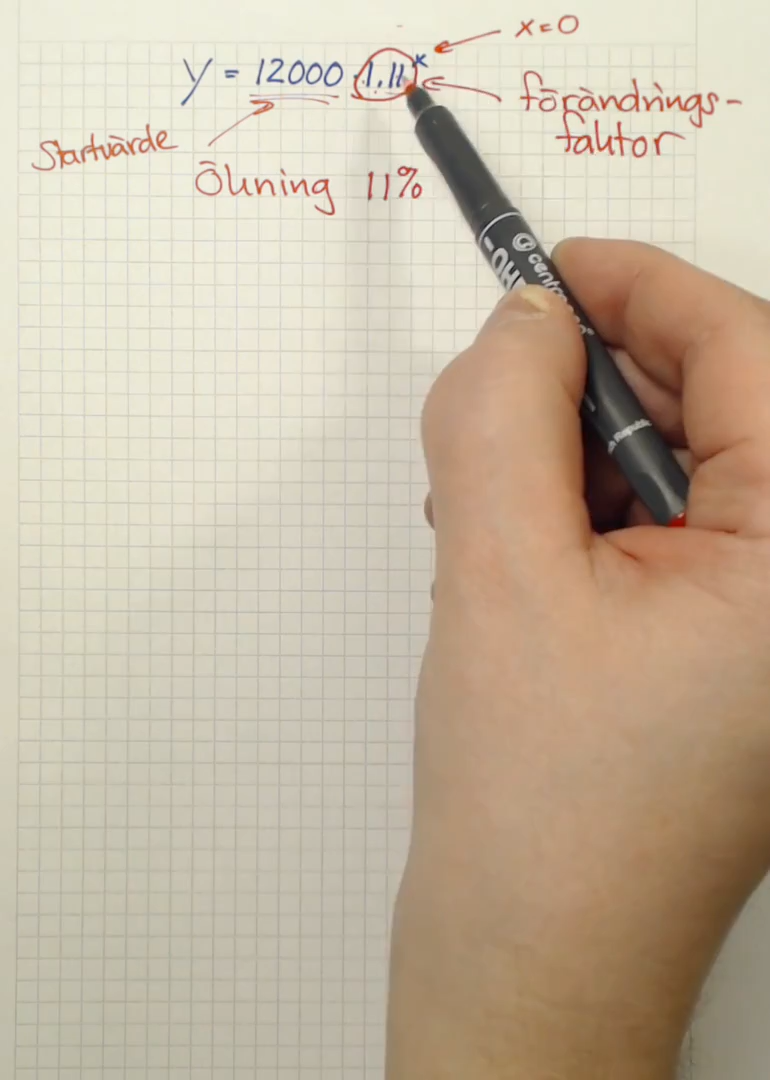 x=0
y = 12000 · 1.11^x
förändrings-
faktor
Startvärde
Ökning 11%